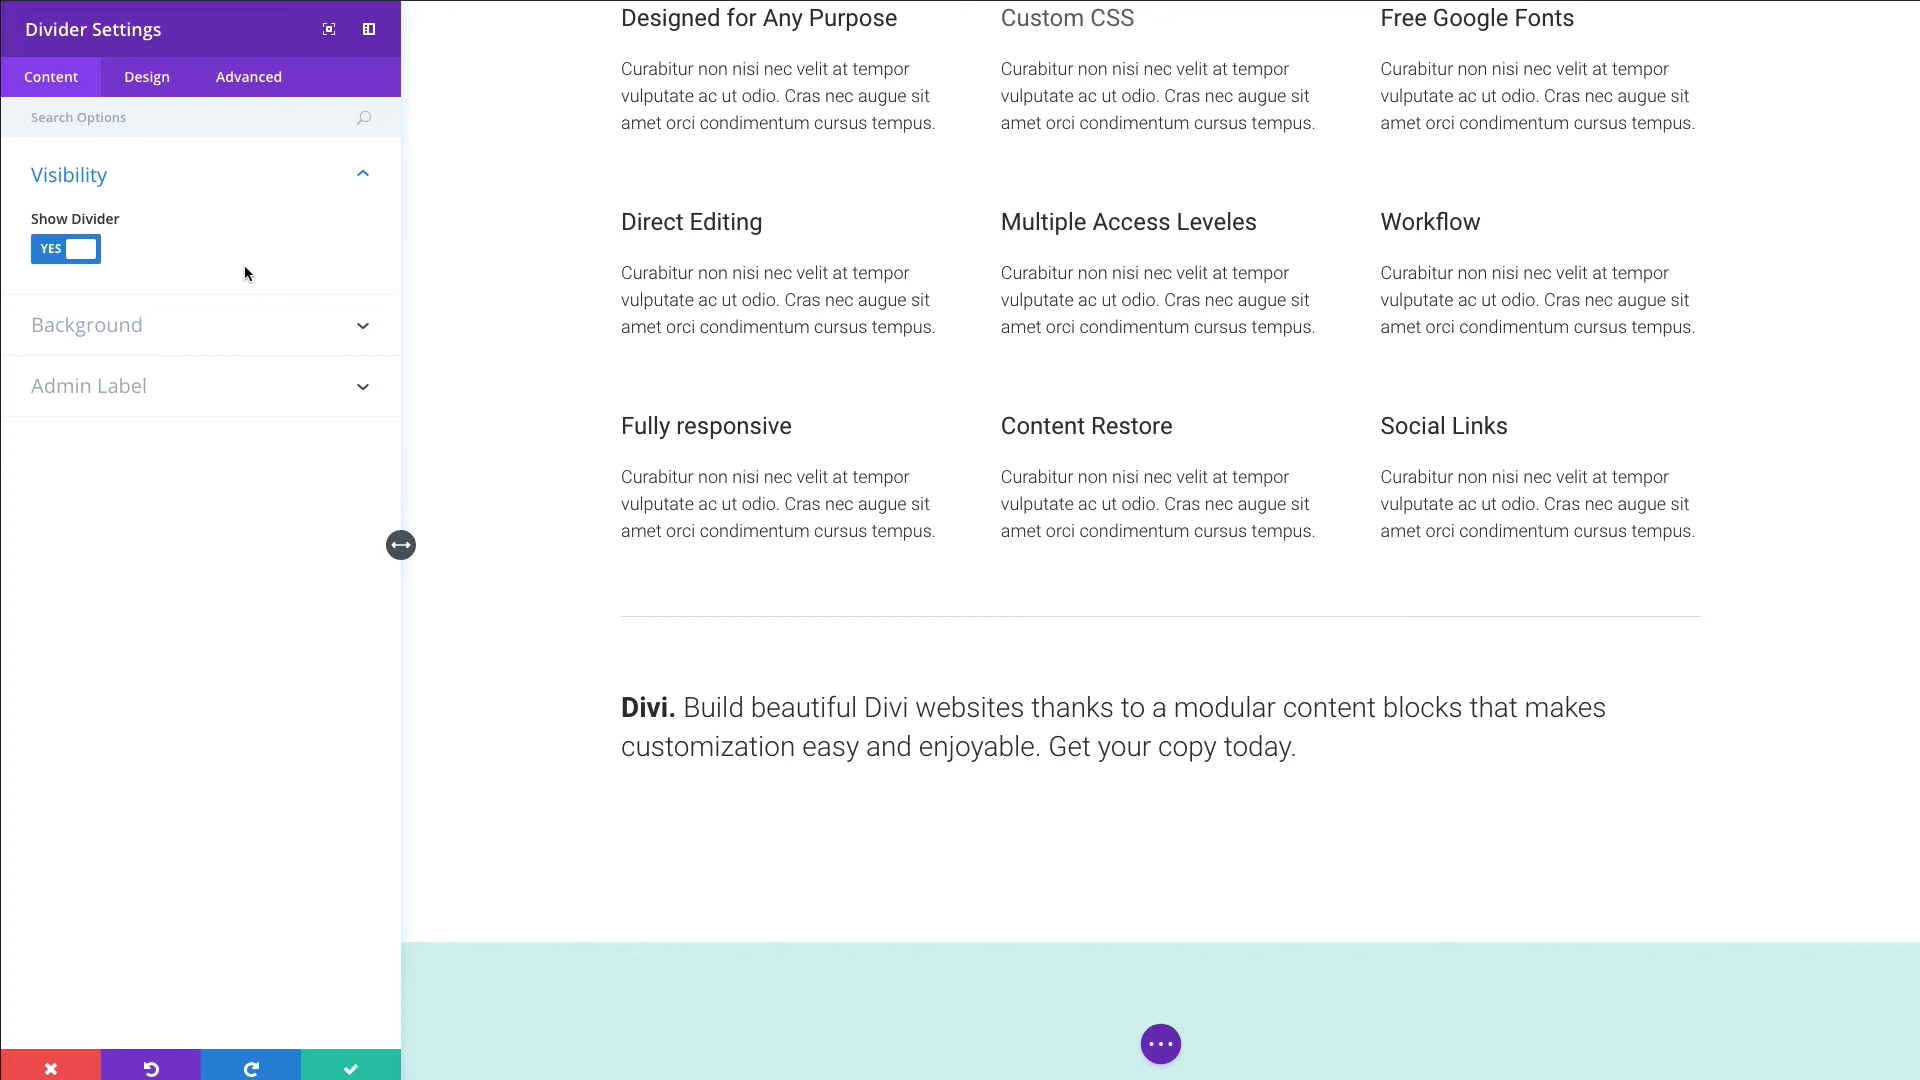 Divider Settings
Content Design Advanced
Search Options
Visibility
Show Divider
YES
Background
Admin Label
Designed for Any Purpose
Curabitur non nisi nec velit at tempor
vulputate ac ut odio. Cras nec augue sit
amet orci condimentum cursus tempus.
Custom CSS
Curabitur non nisi nec velit at tempor
vulputate ac ut odio. Cras nec augue sit
amet orci condimentum cursus tempus.
Free Google Fonts
Curabitur non nisi nec velit at tempor
vulputate ac ut odio. Cras nec augue sit
amet orci condimentum cursus tempus.
Direct Editing
Curabitur non nisi nec velit at tempor
vulputate ac ut odio. Cras nec augue sit
amet orci condimentum cursus tempus.
Multiple Access Leveles
Curabitur non nisi nec velit at tempor
vulputate ac ut odio. Cras nec augue sit
amet orci condimentum cursus tempus.
Workflow
Curabitur non nisi nec velit at tempor
vulputate ac ut odio. Cras nec augue sit
amet orci condimentum cursus tempus.
Fully responsive
Curabitur non nisi nec velit at tempor
vulputate ac ut odio. Cras nec augue sit
amet orci condimentum cursus tempus.
Content Restore
Curabitur non nisi nec velit at tempor
vulputate ac ut odio. Cras nec augue sit
amet orci condimentum cursus tempus.
Social Links
Curabitur non nisi nec velit at tempor
vulputate ac ut odio. Cras nec augue sit
amet orci condimentum cursus tempus.
Divi. Build beautiful Divi websites thanks to a modular content blocks that makes
customization easy and enjoyable. Get your copy today.